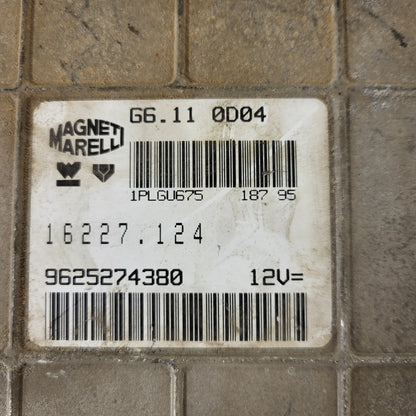 G6.11 0D04
MAGNETI
MARELLI
1PLGU675 187 95
16227.124
9625274380 12V=